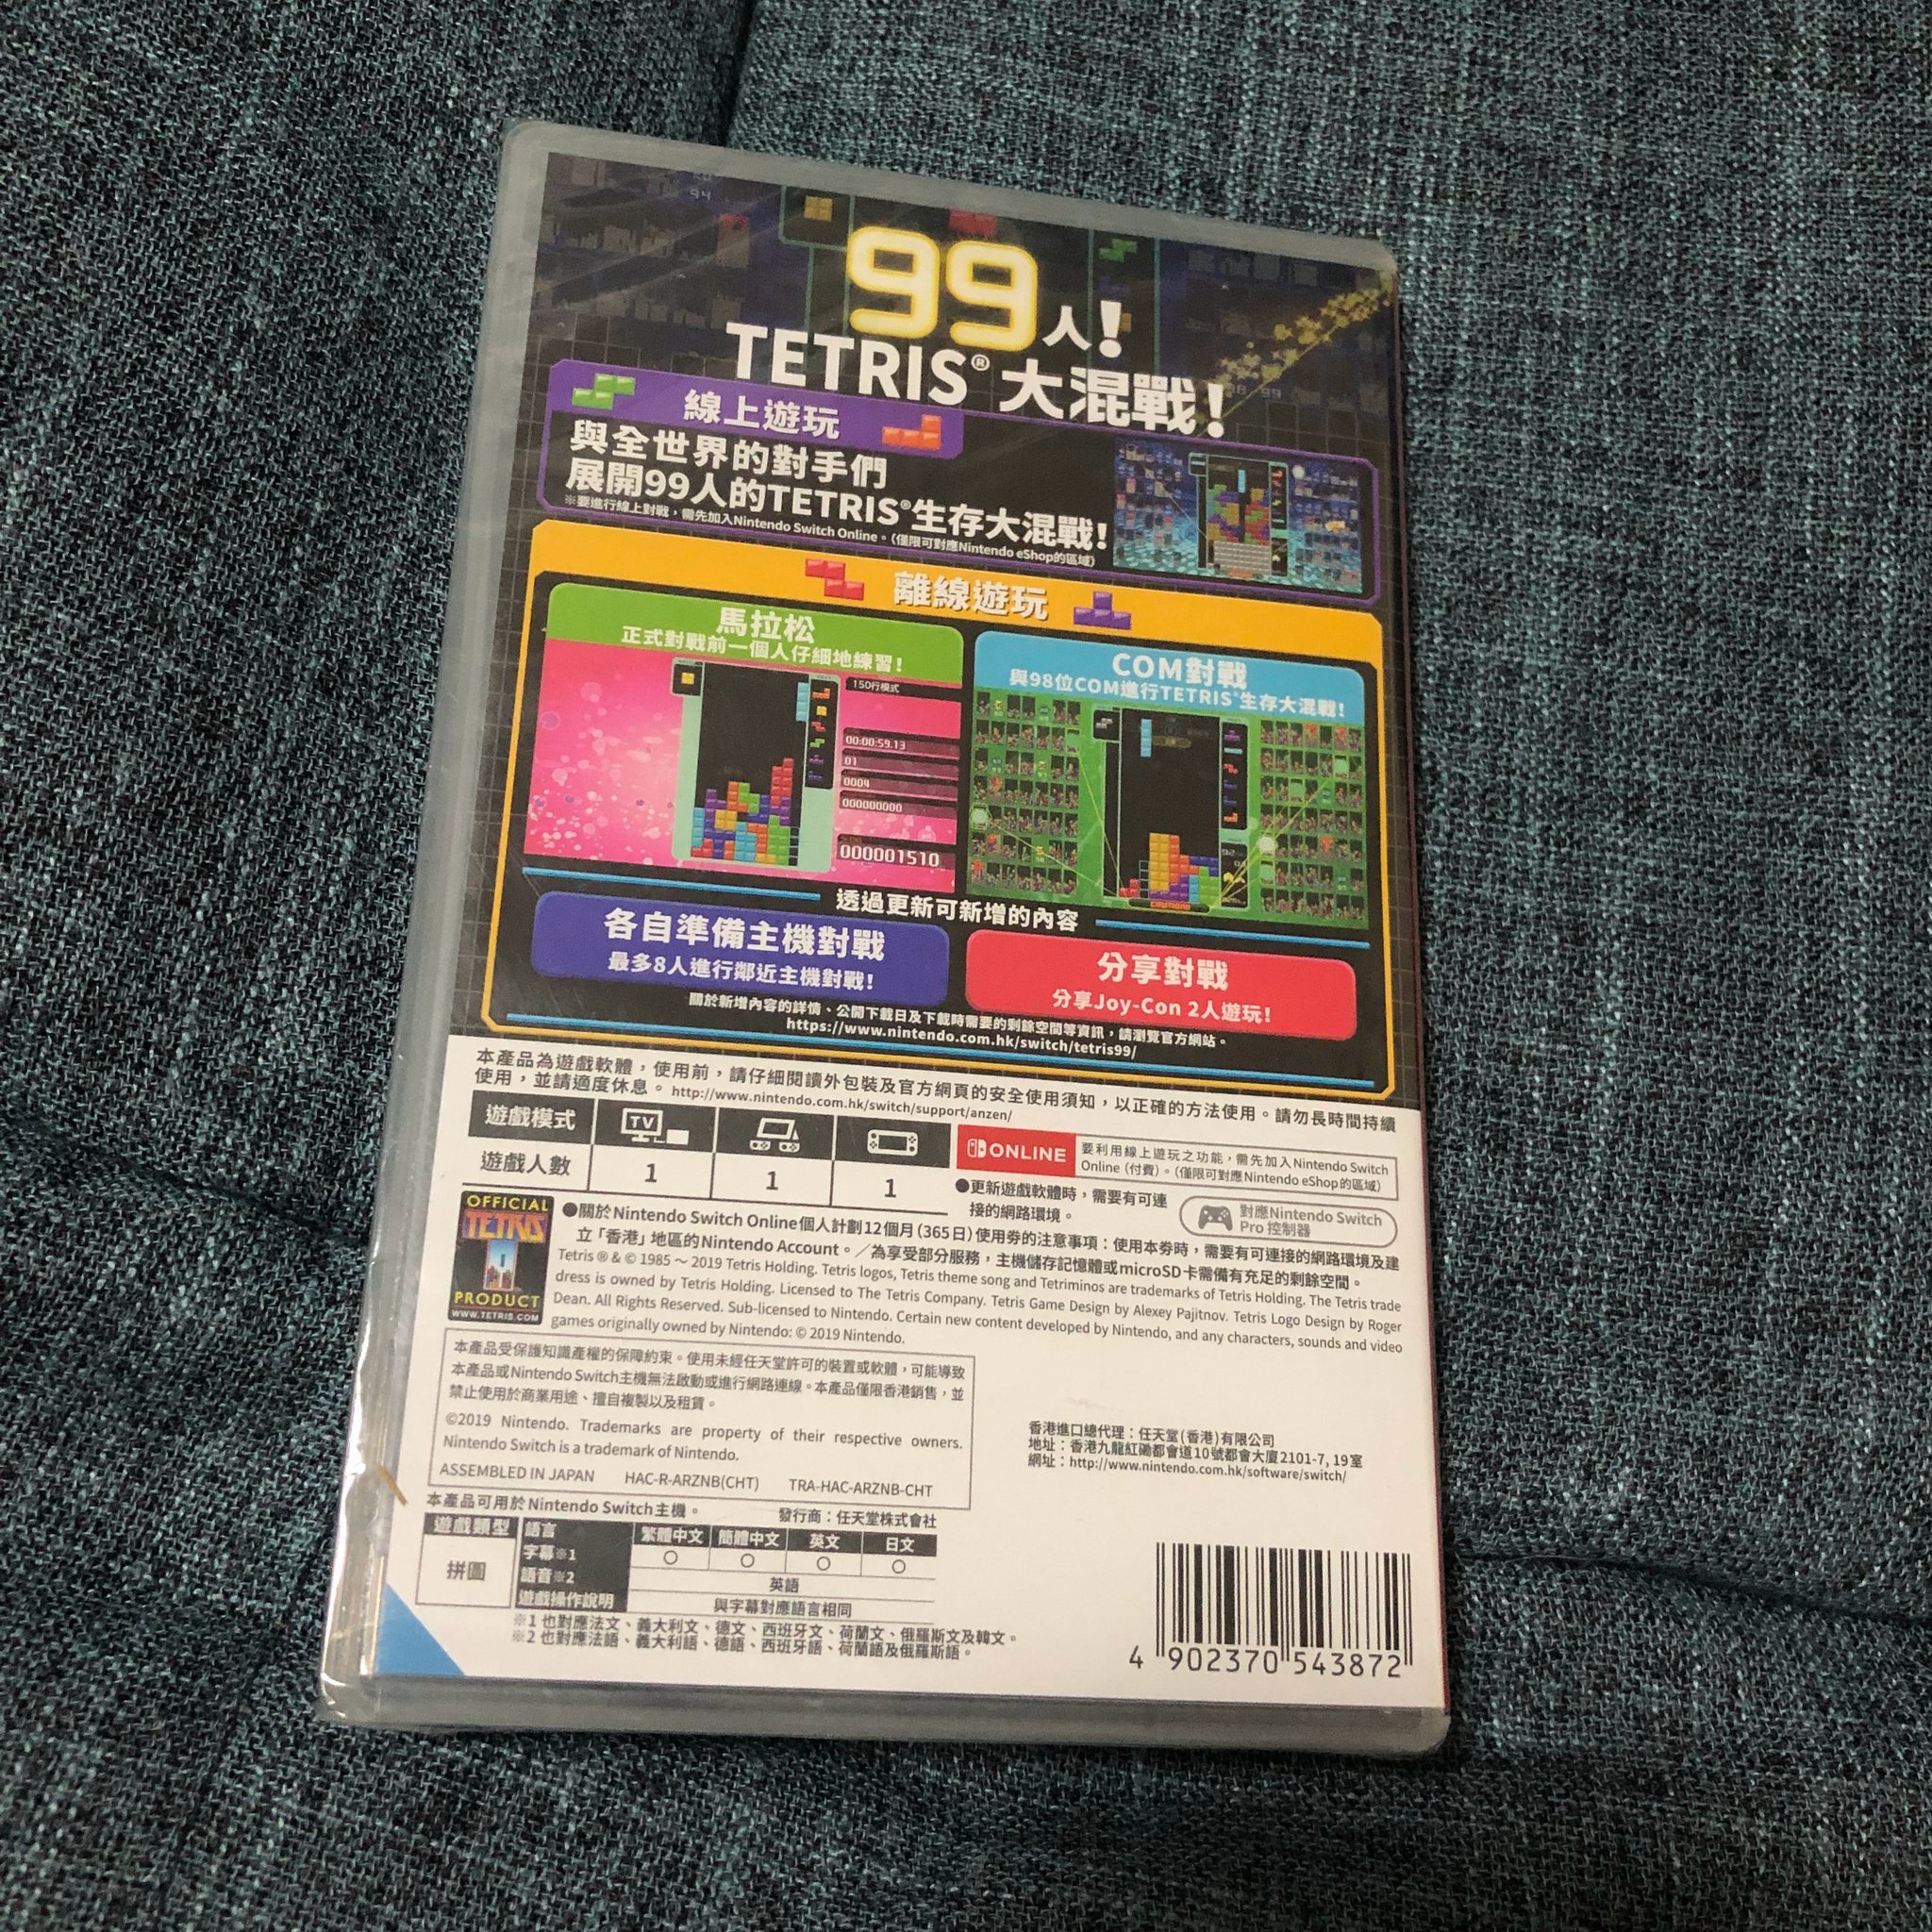 99人!
TETRIS® 大混戰!
線上遊玩
與全世界的對手們
展開99人的TETRIS®生存大混戰!
※要進行線上對戰，需先加入Nintendo Switch Online。(僅限可對應Nintendo eShop的區域)
離線遊玩
馬拉松
正式對戰前一個人仔細地練習!
150行模式
00:00:59.13
01
0004
000000000
000001510
COM對戰
與98位COM進行TETRIS®生存大混戰!
透過更新可新增的內容
各自準備主機對戰
最多8人進行鄰近主機對戰!
分享對戰
分享Joy-Con 2人遊玩!
關於新增內容的詳情、公開下載日及下載時需要的剩餘空間等資訊，請瀏覽官方網站。
https://www.nintendo.com.hk/switch/tetris99/
本產品為遊戲軟體，使用前，請仔細閱讀外包裝及官方網頁的安全使用須知，以正確的方法使用。請勿長時間持續
使用，並請適度休息。 http://www.nintendo.com.hk/switch/support/anzen/
遊戲模式 TV
遊戲人數 1 1 1
ONLINE
要利用線上遊玩之功能，需先加入Nintendo Switch
Online (付費)。(僅限可對應Nintendo eShop的區域)
●更新遊戲軟體時，需要有可連
接的網路環境。
對應Nintendo Switch
Pro 控制器
OFFICIAL
TETRIS
PRODUCT
WWW.TETRIS.COM
●關於Nintendo Switch Online個人計劃12個月(365日)使用券的注意事項：使用本券時，需要有可連接的網路環境及建
立「香港」地區的Nintendo Account。／為享受部分服務，主機儲存記憶體或microSD卡需備有充足的剩餘空間。
Tetris ® & © 1985 ～ 2019 Tetris Holding. Tetris logos, Tetris theme song and Tetriminos are trademarks of Tetris Holding. The Tetris trade
dress is owned by Tetris Holding. Licensed to The Tetris Company. Tetris Game Design by Alexey Pajitnov. Tetris Logo Design by Roger
Dean. All Rights Reserved. Sub-licensed to Nintendo. Certain new content developed by Nintendo, and any characters, sounds and video
games originally owned by Nintendo: © 2019 Nintendo.
本產品受保護知識產權的保障約束。使用未經任天堂許可的裝置或軟體，可能導致
本產品或Nintendo Switch主機無法啟動或進行網路連線。本產品僅限香港銷售，並
禁止使用於商業用途、擅自複製以及租賃。
©2019 Nintendo. Trademarks are property of their respective owners.
Nintendo Switch is a trademark of Nintendo.
ASSEMBLED IN JAPAN HAC-R-ARZNB(CHT) TRA-HAC-ARZNB-CHT
香港進口總代理：任天堂(香港)有限公司
地址：香港九龍紅磡都會道10號都會大廈2101-7, 19室
網址：http://www.nintendo.com.hk/software/switch/
本產品可用於Nintendo Switch主機。 發行商：任天堂株式會社
遊戲類型 語言 繁體中文 簡體中文 英文 日文
拼圖 字幕※1 ○ ○ ○ ○
語音※2 英語
遊戲操作說明 與字幕對應語言相同
※1 也對應法文、義大利文、德文、西班牙文、荷蘭文、俄羅斯文及韓文。
※2 也對應法語、義大利語、德語、西班牙語、荷蘭語及俄羅斯語。
4 902370 543872